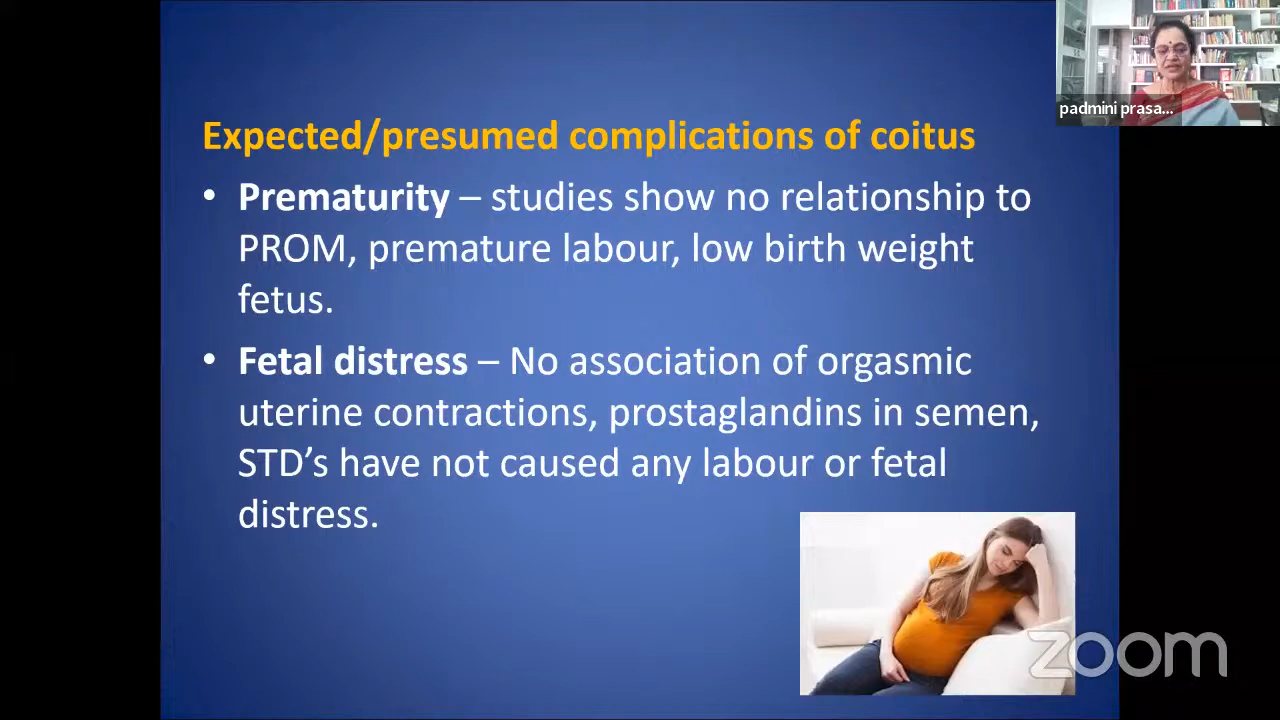 padmini prasa...
Expected/presumed complications of coitus
• Prematurity – studies show no relationship to
PROM, premature labour, low birth weight
fetus.
• Fetal distress – No association of orgasmic
uterine contractions, prostaglandins in semen,
STD’s have not caused any labour or fetal
distress.
zoom